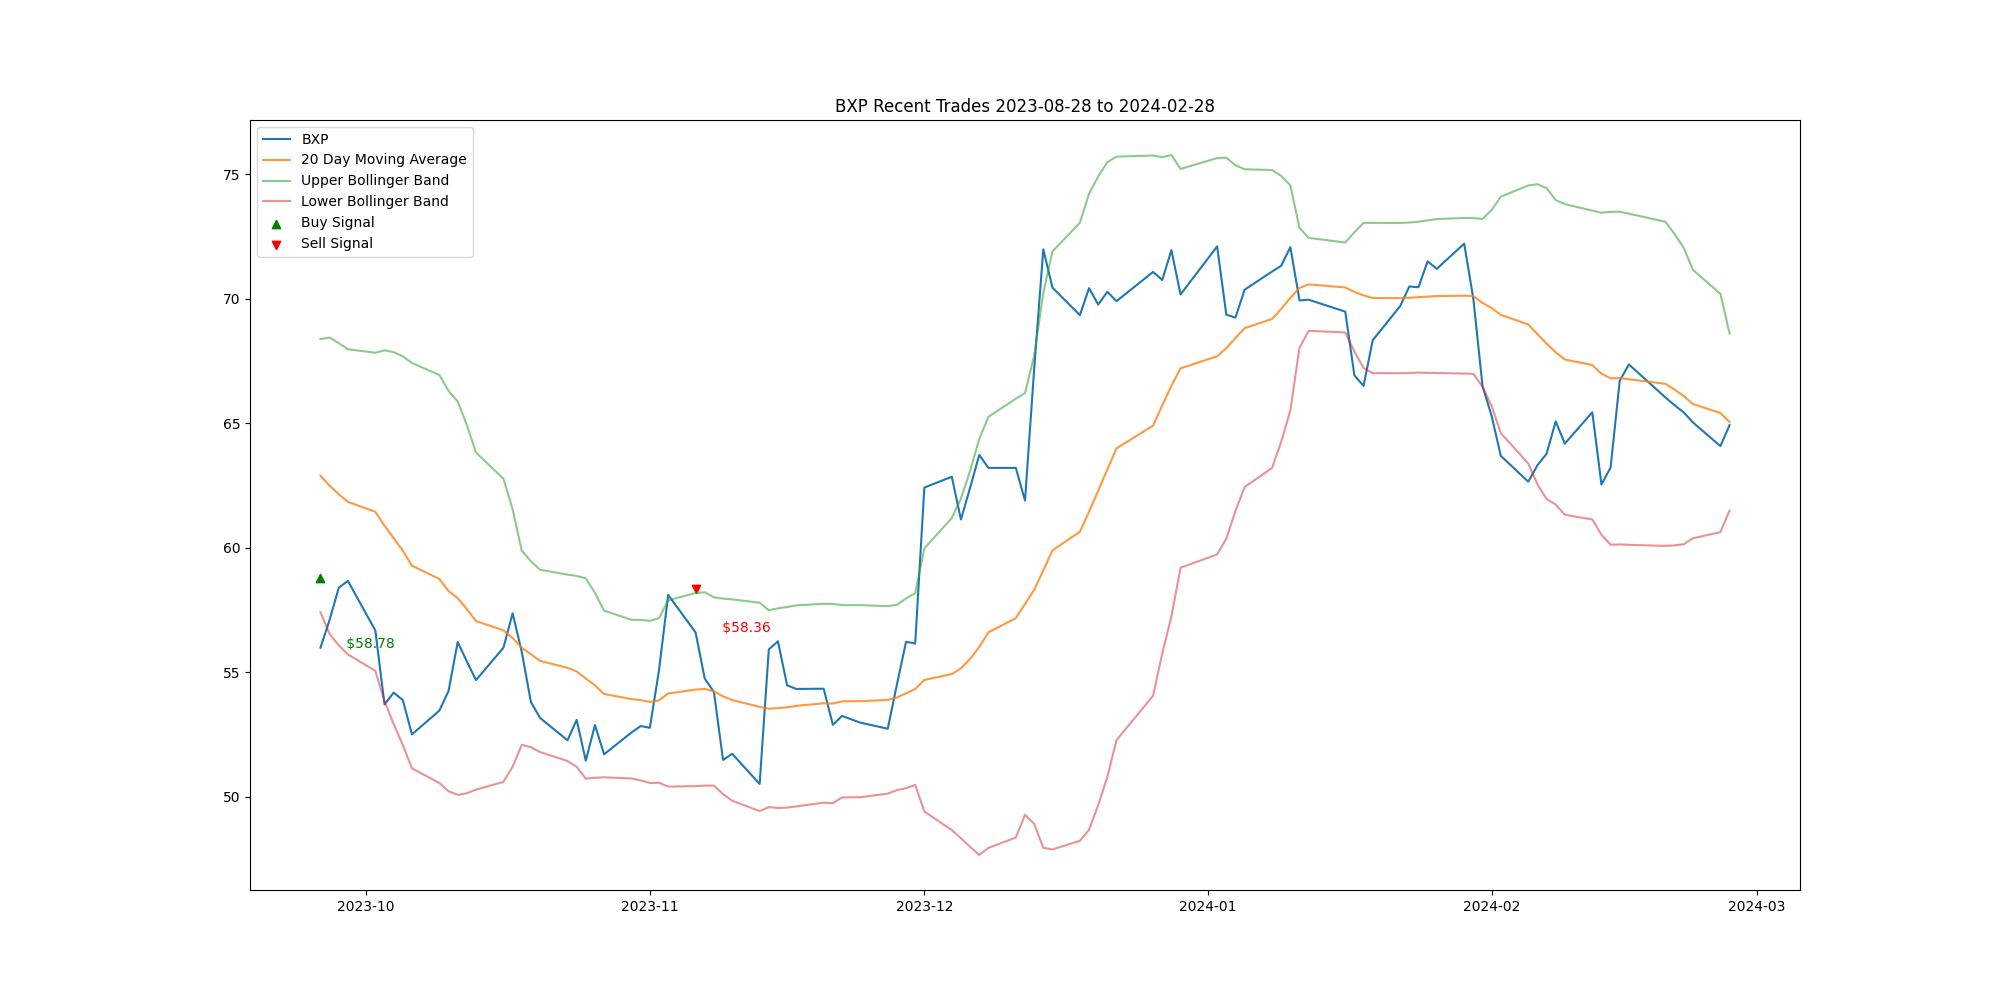 BXP Recent Trades 2023-08-28 to 2024-02-28
BXP
20 Day Moving Average
Upper Bollinger Band
Lower Bollinger Band
Buy Signal
Sell Signal
75
70
65
60
55
50
$58.78
$58.36
2023-10
2023-11
2023-12
2024-01
2024-02
2024-03